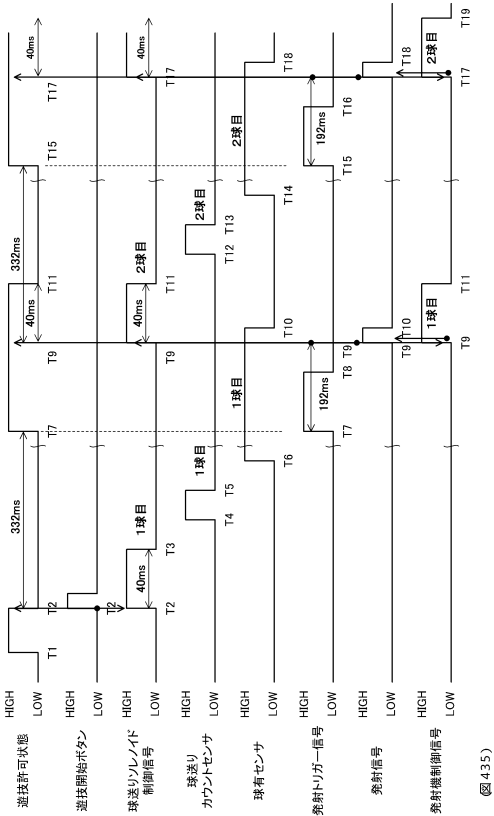 遊技許可状態
HIGH
LOW
T1
T2
332ms
T7
T9
40ms
T11
332ms
T15
T17
40ms
遊技開始ボタン
HIGH
LOW
T2
球送りソレノイド
制御信号
HIGH
LOW
T2
40ms
T3
1球目
T9
40ms
T11
2球目
T17
40ms
球送り
カウントセンサ
HIGH
LOW
T4
T5
1球目
T12
T13
2球目
球有センサ
HIGH
LOW
T6
1球目
T10
T14
2球目
T18
発射トリガー信号
HIGH
LOW
T7
192ms
T8
T15
192ms
T16
発射信号
HIGH
LOW
T9
T9
T10
T18
T17
発射機制御信号
HIGH
LOW
T9
1球目
T11
T17
2球目
T19
(図435)